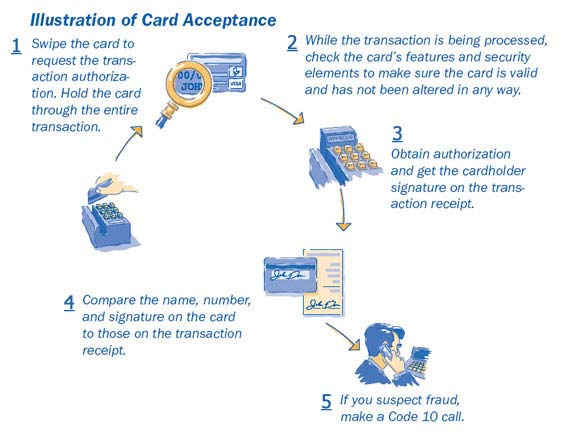 Illustration of Card Acceptance
1 Swipe the card to
request the trans-
action authoriza-
tion. Hold the card
through the entire
transaction.
00/0
JOH
VISA
2 While the transaction is being processed,
check the card's features and security
elements to make sure the card is valid
and has not been altered in any way.
3
Obtain authorization
and get the cardholder
signature on the trans-
action receipt.
4 Compare the name, number,
and signature on the card
to those on the transaction
receipt.
5 If you suspect fraud,
make a Code 10 call.